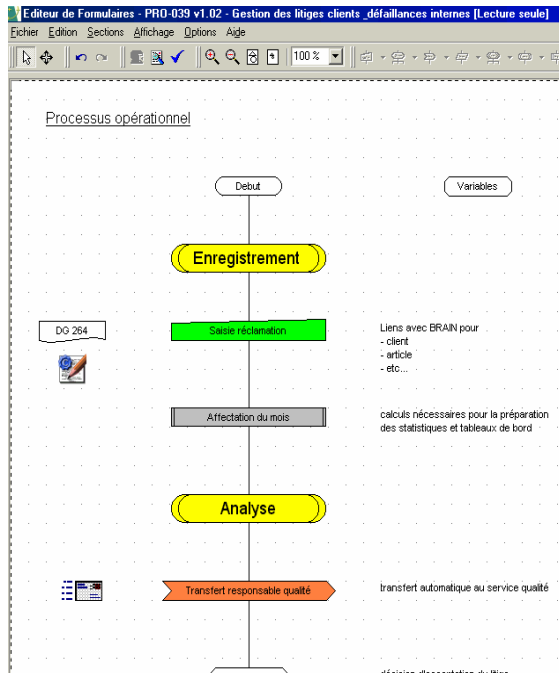 Editeur de Formulaires - PRO-039 v1.02 - Gestion des litiges clients _défaillances internes [Lecture seule]
Fichier Edition Sections Affichage Options Aide
100 %
Processus opérationnel
Debut
Variables
Enregistrement
DG 264
Saisie réclamation
Liens avec BRAIN pour
- client
- article
- etc...
Affectation du mois
calculs nécessaires pour la préparation
des statistiques et tableaux de bord
Analyse
Transfert responsable qualité
transfert automatique au service qualité